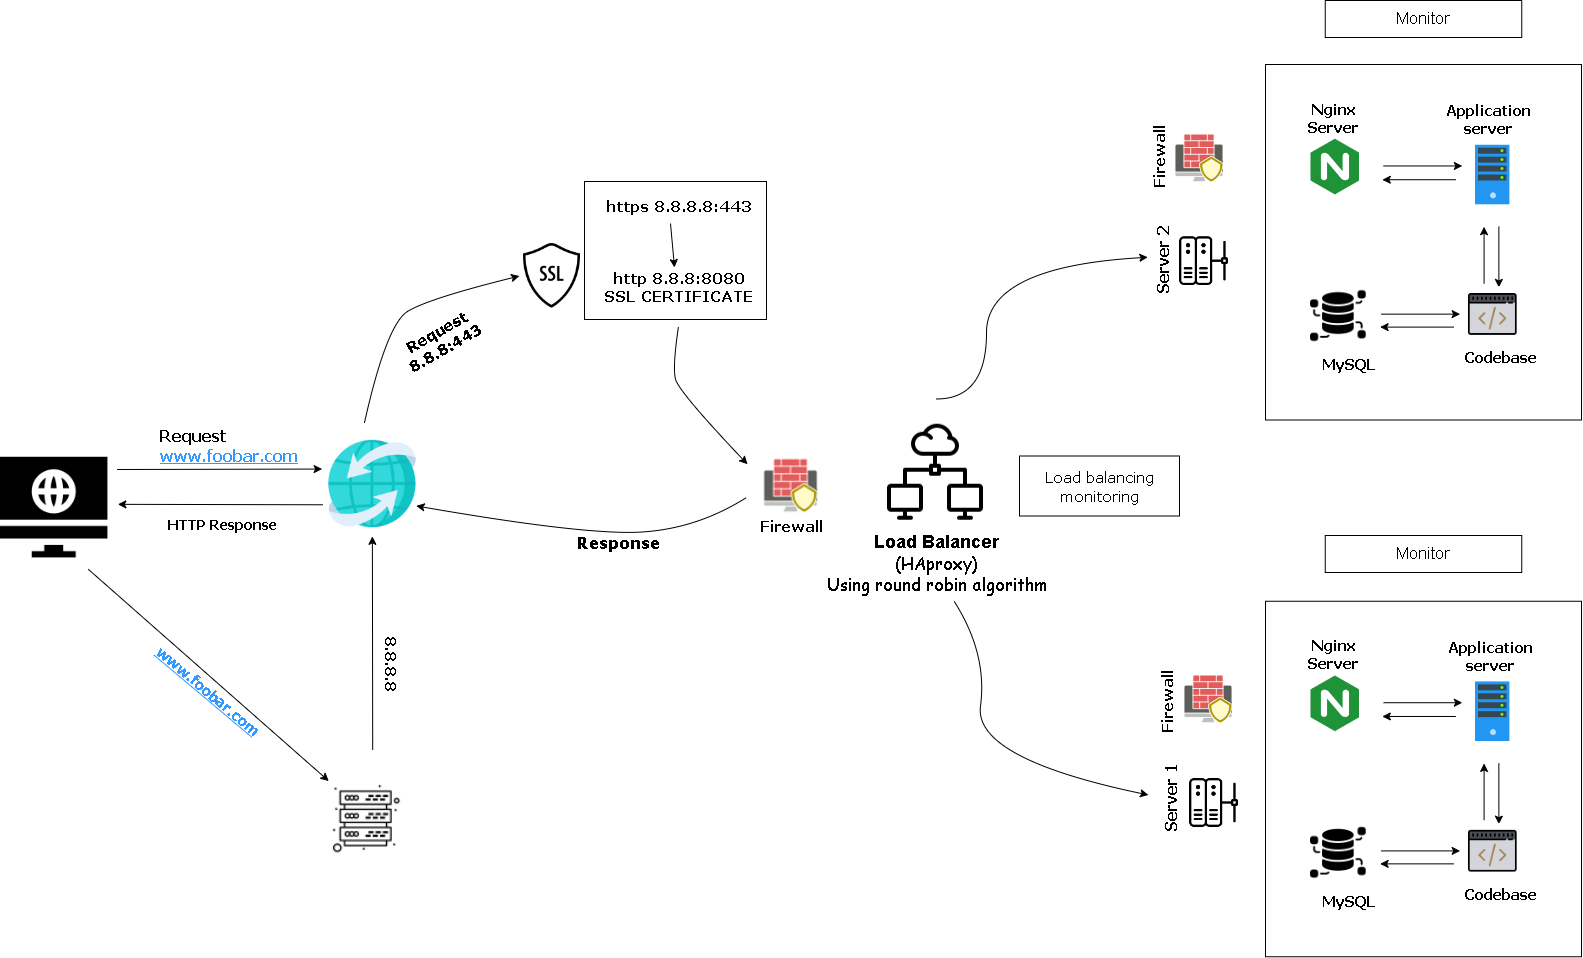 Monitor
Nginx
Server
Application
server
Firewall
Server 2
MySQL
Codebase
https 8.8.8.8:443
SSL
http 8.8.8:8080
SSL CERTIFICATE
Request
8.8.8:443
Request
www.foobar.com
HTTP Response
Response
Firewall
Load Balancer
(HAproxy)
Using round robin algorithm
Load balancing
monitoring
8.8.8.8
www.foobar.com
Monitor
Nginx
Server
Application
server
Firewall
Server 1
MySQL
Codebase